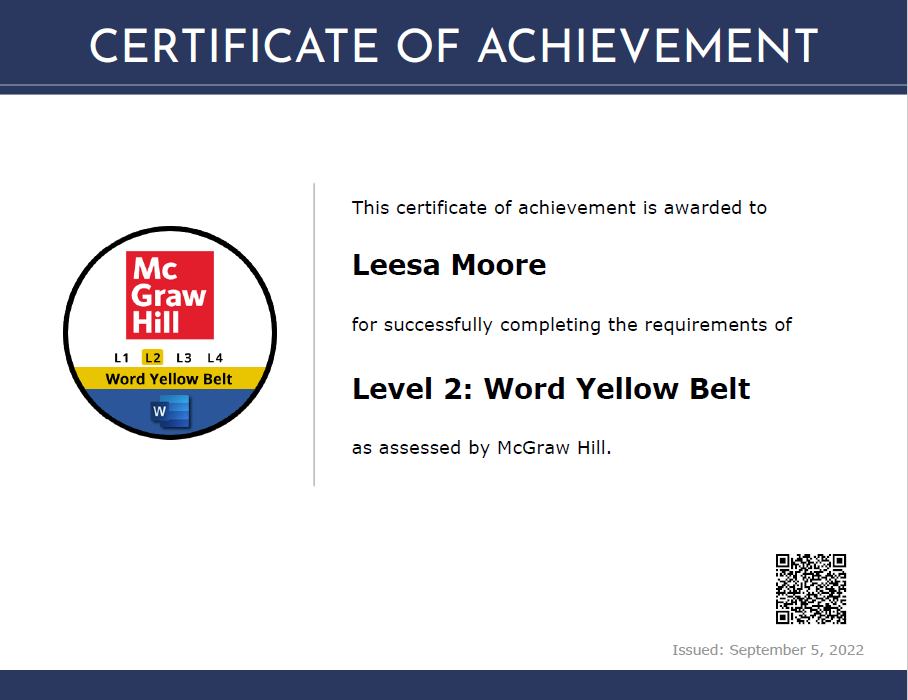 CERTIFICATE OF ACHIEVEMENT
This certificate of achievement is awarded to
Leesa Moore
for successfully completing the requirements of
Level 2: Word Yellow Belt
as assessed by McGraw Hill.
Mc
Graw
Hill
L1 L2 L3 L4
Word Yellow Belt
W
Issued: September 5, 2022